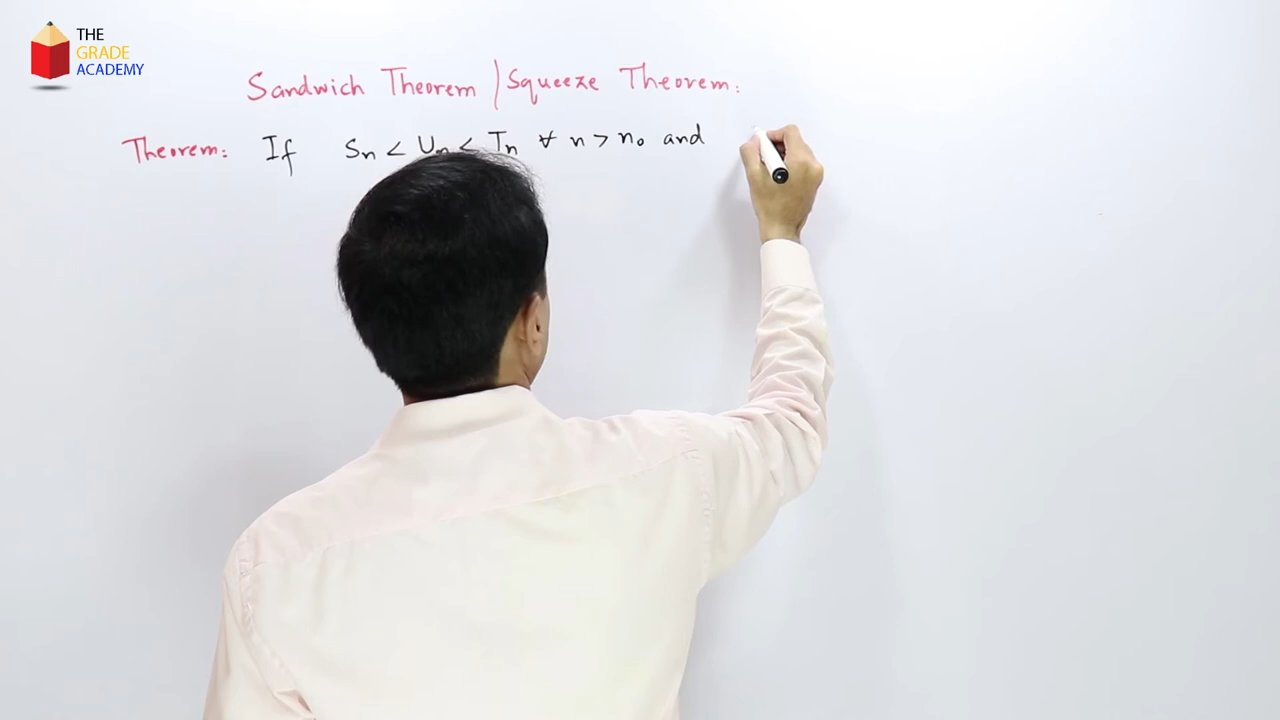 THE
GRADE
ACADEMY
Sandwich Theorem / Squeeze Theorem:
Theorem: If Sn < Un < Tn ∀ n > n₀ and